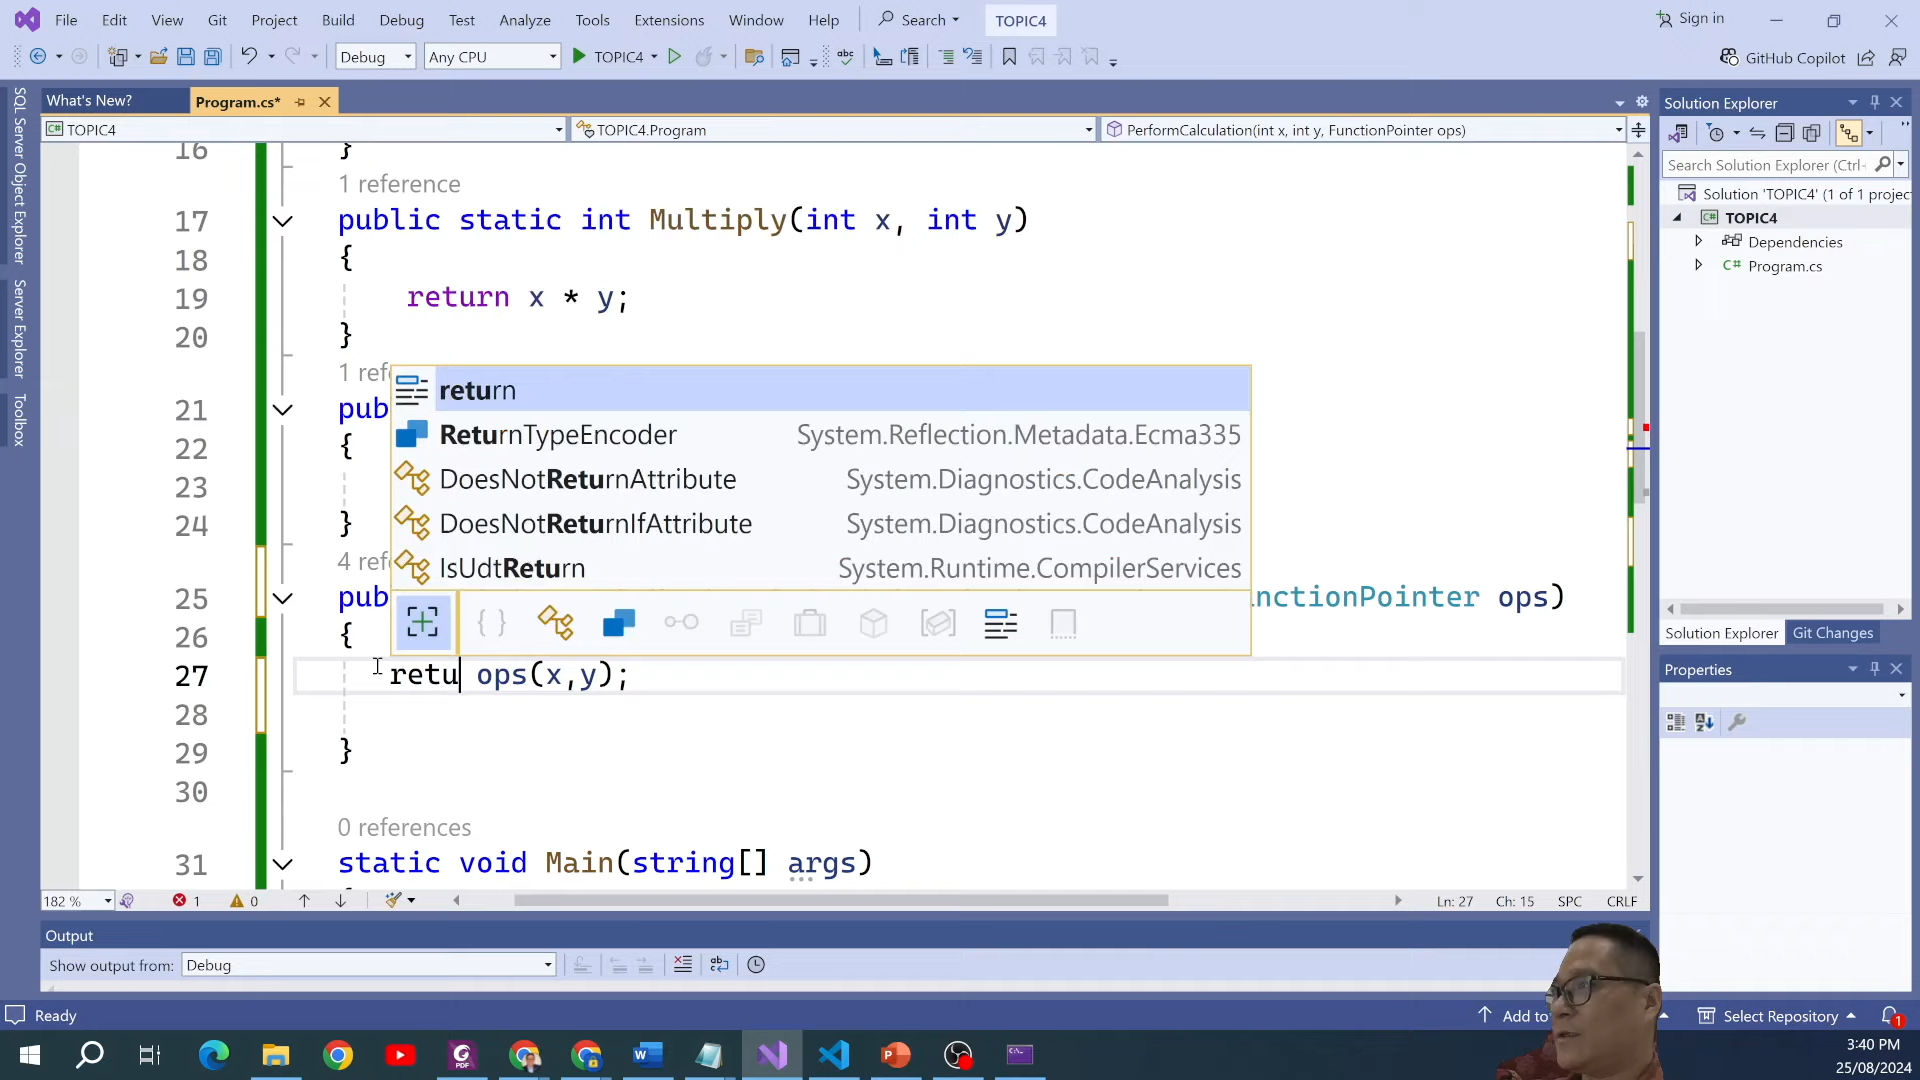 File Edit View Git Project Build Debug Test Analyze Tools Extensions Window Help Search TOPIC4 Sign in
Debug Any CPU TOPIC4 GitHub Copilot
What's New? Program.cs*
TOPIC4 TOPIC4.Program PerformCalculation(int x, int y, FunctionPointer ops)
SQL Server Object Explorer
Server Explorer
Toolbox
16 }
1 reference
17 public static int Multiply(int x, int y)
18 {
19 return x * y;
20 }
1 ref
21 pub
22 {
23
24 }
4 refe
25 pub nctionPointer ops)
26 {
27 retu ops(x,y);
28
29 }
30
0 references
31 static void Main(string[] args)
return
ReturnTypeEncoder System.Reflection.Metadata.Ecma335
DoesNotReturnAttribute System.Diagnostics.CodeAnalysis
DoesNotReturnIfAttribute System.Diagnostics.CodeAnalysis
IsUdtReturn System.Runtime.CompilerServices
182 % 1 0 Ln: 27 Ch: 15 SPC CRLF
Output
Show output from: Debug
Solution Explorer
Search Solution Explorer (Ctrl-
Solution 'TOPIC4' (1 of 1 projec
TOPIC4
Dependencies
C# Program.cs
Solution Explorer Git Changes
Properties
Ready Add to Select Repository 1
3:40 PM
25/08/2024